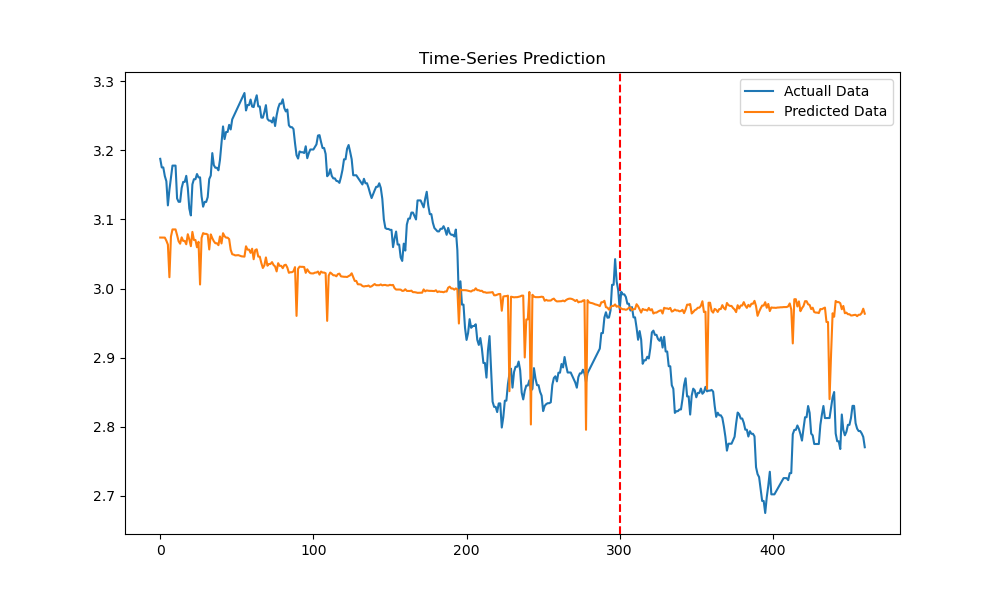 Time-Series Prediction
Actuall Data
Predicted Data
3.3
3.2
3.1
3.0
2.9
2.8
2.7
0 100 200 300 400